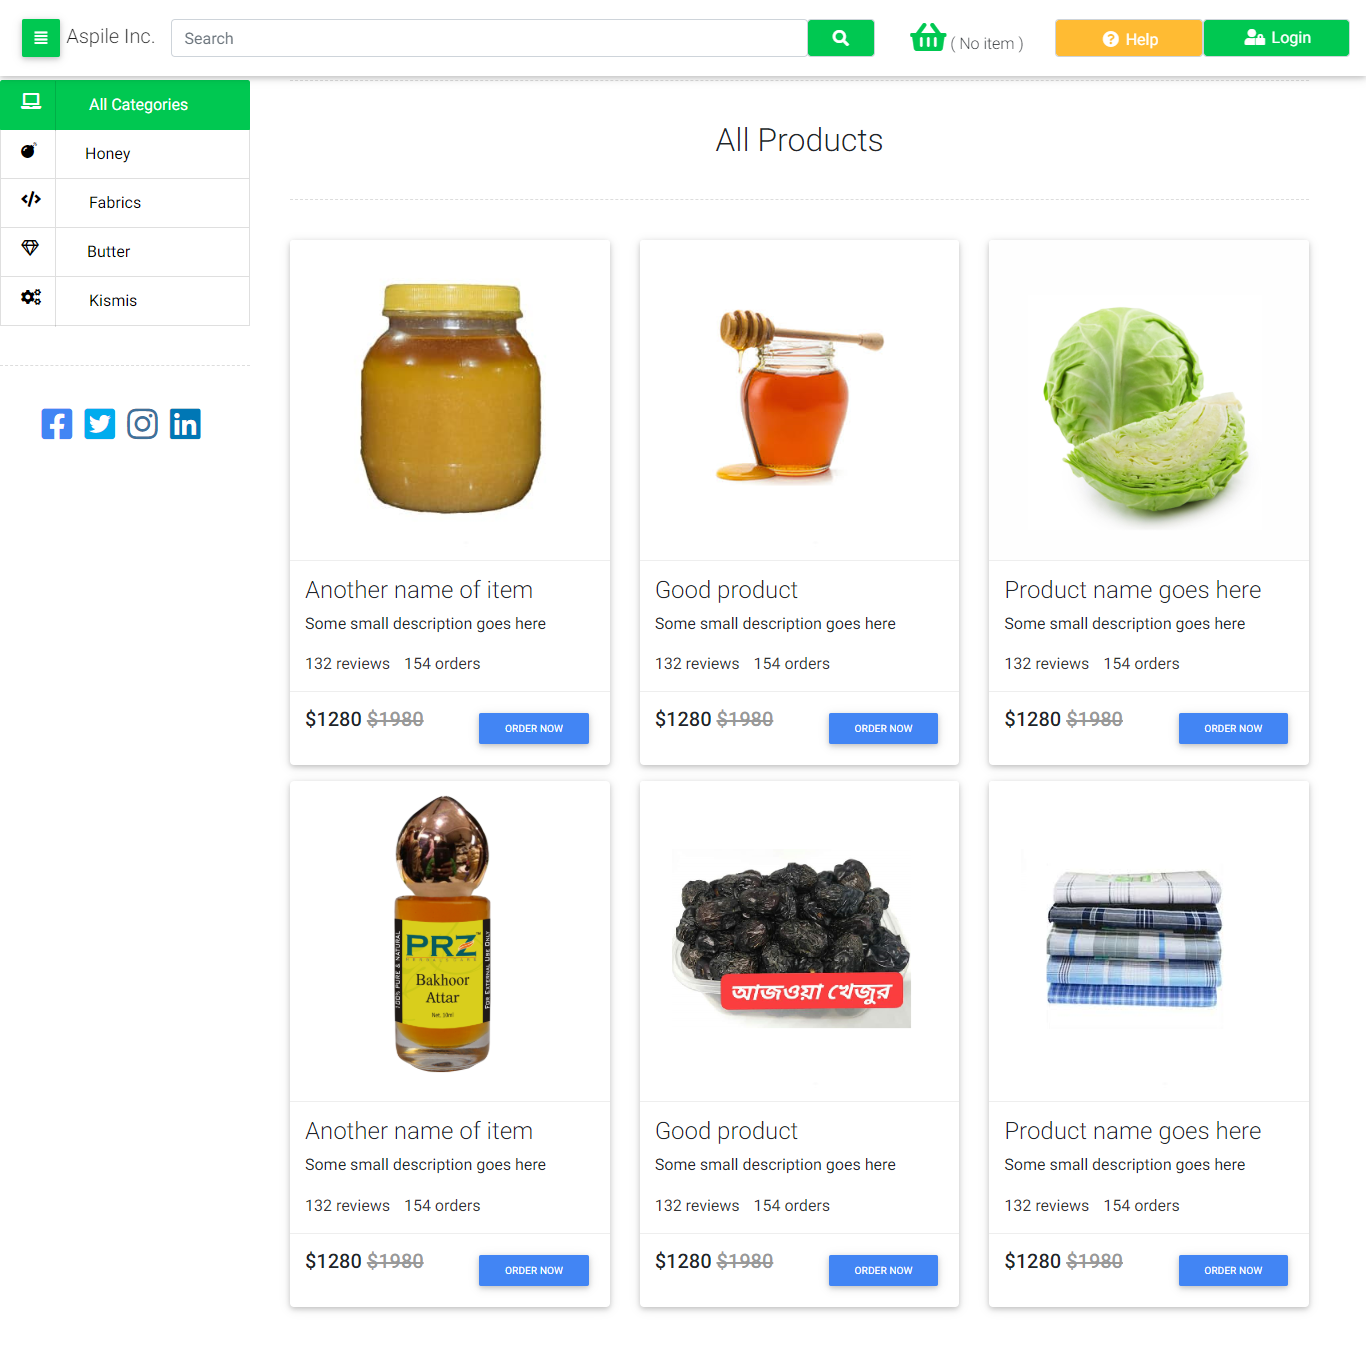 Aspile Inc.
Search
( No item )
Help
Login
All Categories
Honey
Fabrics
Butter
Kismis
All Products
Another name of item
Some small description goes here
132 reviews 154 orders
$1280 $1980
ORDER NOW
Good product
Some small description goes here
132 reviews 154 orders
$1280 $1980
ORDER NOW
Product name goes here
Some small description goes here
132 reviews 154 orders
$1280 $1980
ORDER NOW
100% PURE & NATURAL
PRZ
Bakhoor
Attar
Net. 10ml
FOR EXTERNAL USE ONLY
Another name of item
Some small description goes here
132 reviews 154 orders
$1280 $1980
ORDER NOW
আজওয়া খেজুর
Good product
Some small description goes here
132 reviews 154 orders
$1280 $1980
ORDER NOW
Product name goes here
Some small description goes here
132 reviews 154 orders
$1280 $1980
ORDER NOW